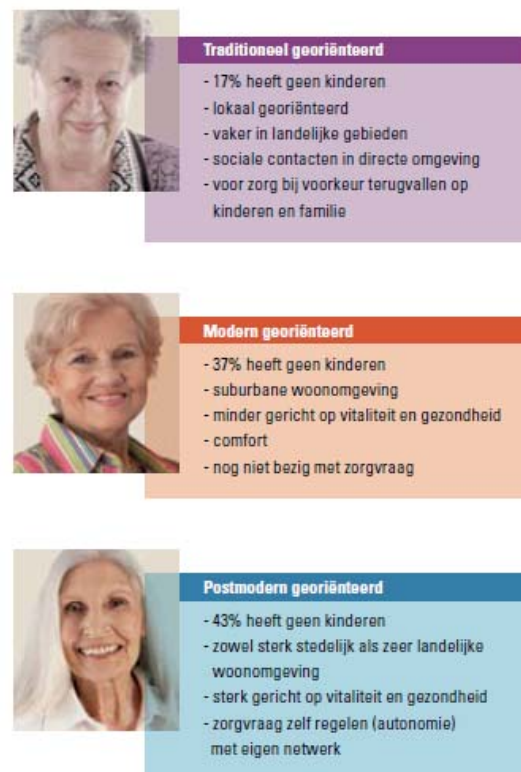 Traditioneel georiënteerd
- 17% heeft geen kinderen
- lokaal georiënteerd
- vaker in landelijke gebieden
- sociale contacten in directe omgeving
- voor zorg bij voorkeur terugvallen op
kinderen en familie
Modern georiënteerd
- 37% heeft geen kinderen
- suburbane woonomgeving
- minder gericht op vitaliteit en gezondheid
- comfort
- nog niet bezig met zorgvraag
Postmodern georiënteerd
- 43% heeft geen kinderen
- zowel sterk stedelijk als zeer landelijke
woonomgeving
- sterk gericht op vitaliteit en gezondheid
- zorgvraag zelf regelen (autonomie)
met eigen netwerk